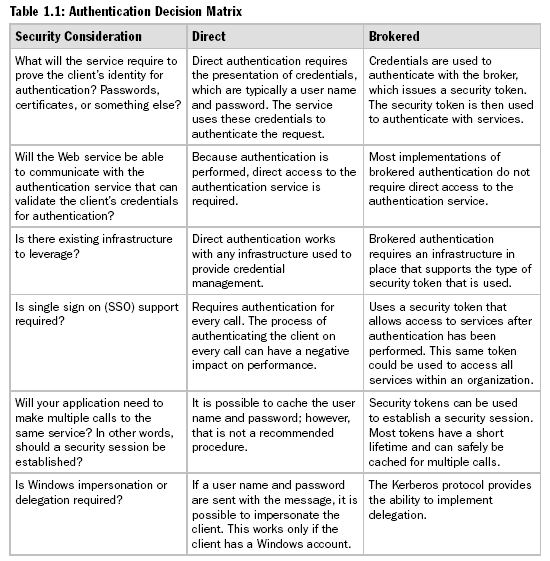 Table 1.1: Authentication Decision Matrix
Security Consideration
Direct
Brokered
What will the service require to
prove the client's identity for
authentication? Passwords,
certificates, or something else?
Direct authentication requires
the presentation of credentials,
which are typically a user name
and password. The service
uses these credentials to
authenticate the request.
Credentials are used to
authenticate with the broker,
which issues a security token.
The security token is then used
to authenticate with services.
Will the Web service be able
to communicate with the
authentication service that can
validate the client's credentials
for authentication?
Because authentication is
performed, direct access to the
authentication service is
required.
Most implementations of
brokered authentication do not
require direct access to the
authentication service.
Is there existing infrastructure
to leverage?
Direct authentication works
with any infrastructure used to
provide credential
management.
Brokered authentication
requires an infrastructure in
place that supports the type of
security token that is used.
Is single sign on (SSO) support
required?
Requires authentication for
every call. The process of
authenticating the client on
every call can have a negative
impact on performance.
Uses a security token that
allows access to services after
authentication has been
performed. This same token
could be used to access all
services within an organization.
Will your application need to
make multiple calls to the
same service? In other words,
should a security session be
established?
It is possible to cache the user
name and password; however,
that is not a recommended
procedure.
Security tokens can be used
to establish a security session.
Most tokens have a short
lifetime and can safely be
cached for multiple calls.
Is Windows impersonation or
delegation required?
If a user name and password
are sent with the message, it is
possible to impersonate the
client. This works only if the
client has a Windows account.
The Kerberos protocol provides
the ability to implement
delegation.